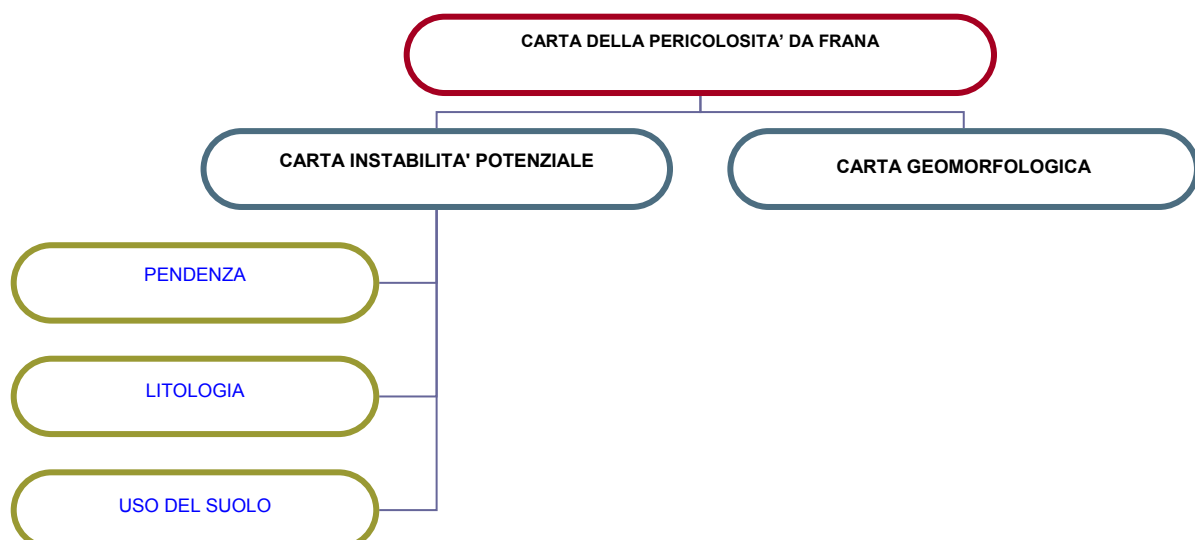 CARTA DELLA PERICOLOSITA’ DA FRANA
CARTA INSTABILITA' POTENZIALE
CARTA GEOMORFOLOGICA
PENDENZA
LITOLOGIA
USO DEL SUOLO